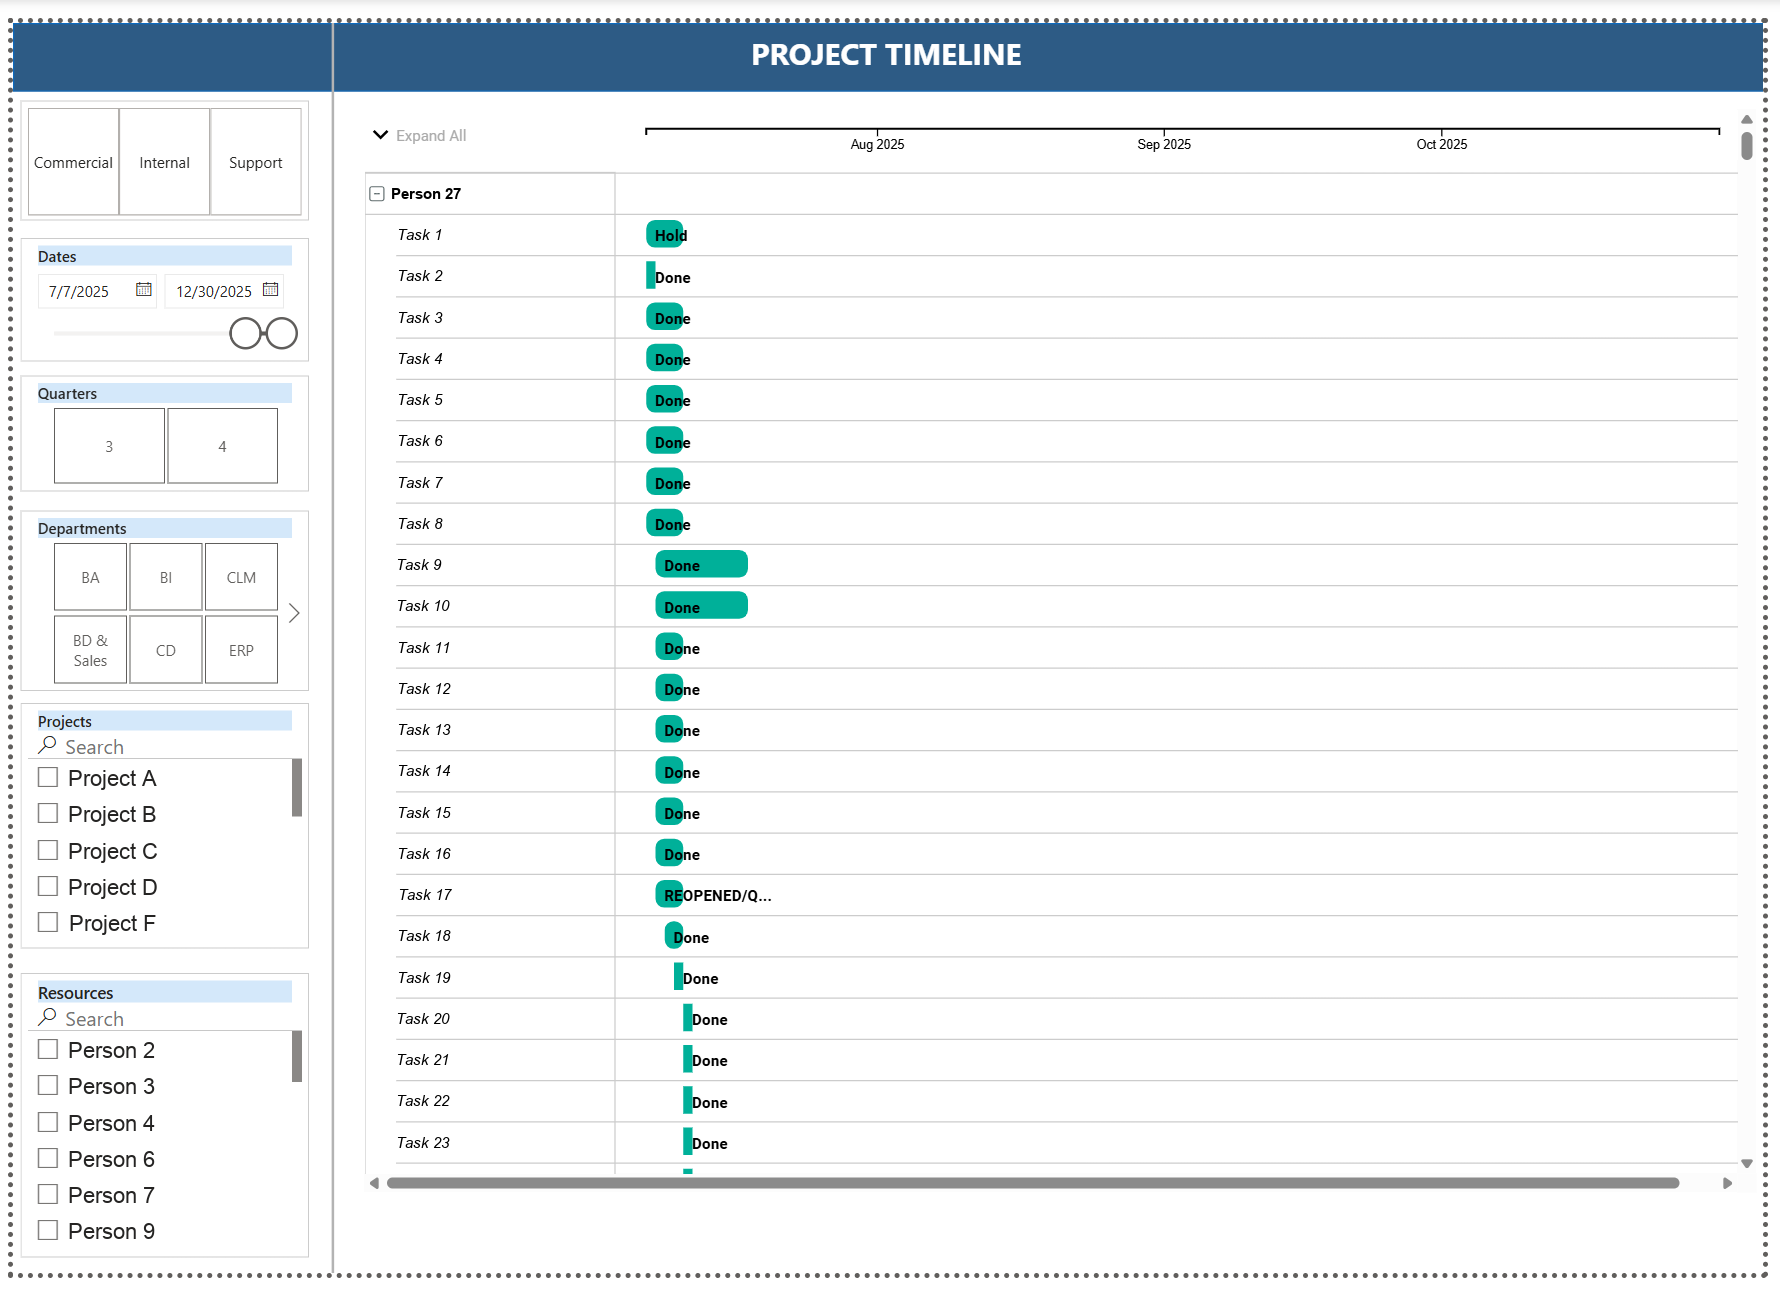 PROJECT TIMELINE
Commercial
Internal
Support
Dates
7/7/2025
12/30/2025
Quarters
3
4
Departments
BA
BI
CLM
BD &
Sales
CD
ERP
Projects
Search
Project A
Project B
Project C
Project D
Project F
Resources
Search
Person 2
Person 3
Person 4
Person 6
Person 7
Person 9
Expand All
Aug 2025
Sep 2025
Oct 2025
Person 27
Task 1 Hold
Task 2 Done
Task 3 Done
Task 4 Done
Task 5 Done
Task 6 Done
Task 7 Done
Task 8 Done
Task 9 Done
Task 10 Done
Task 11 Done
Task 12 Done
Task 13 Done
Task 14 Done
Task 15 Done
Task 16 Done
Task 17 REOPENED/Q...
Task 18 Done
Task 19 Done
Task 20 Done
Task 21 Done
Task 22 Done
Task 23 Done